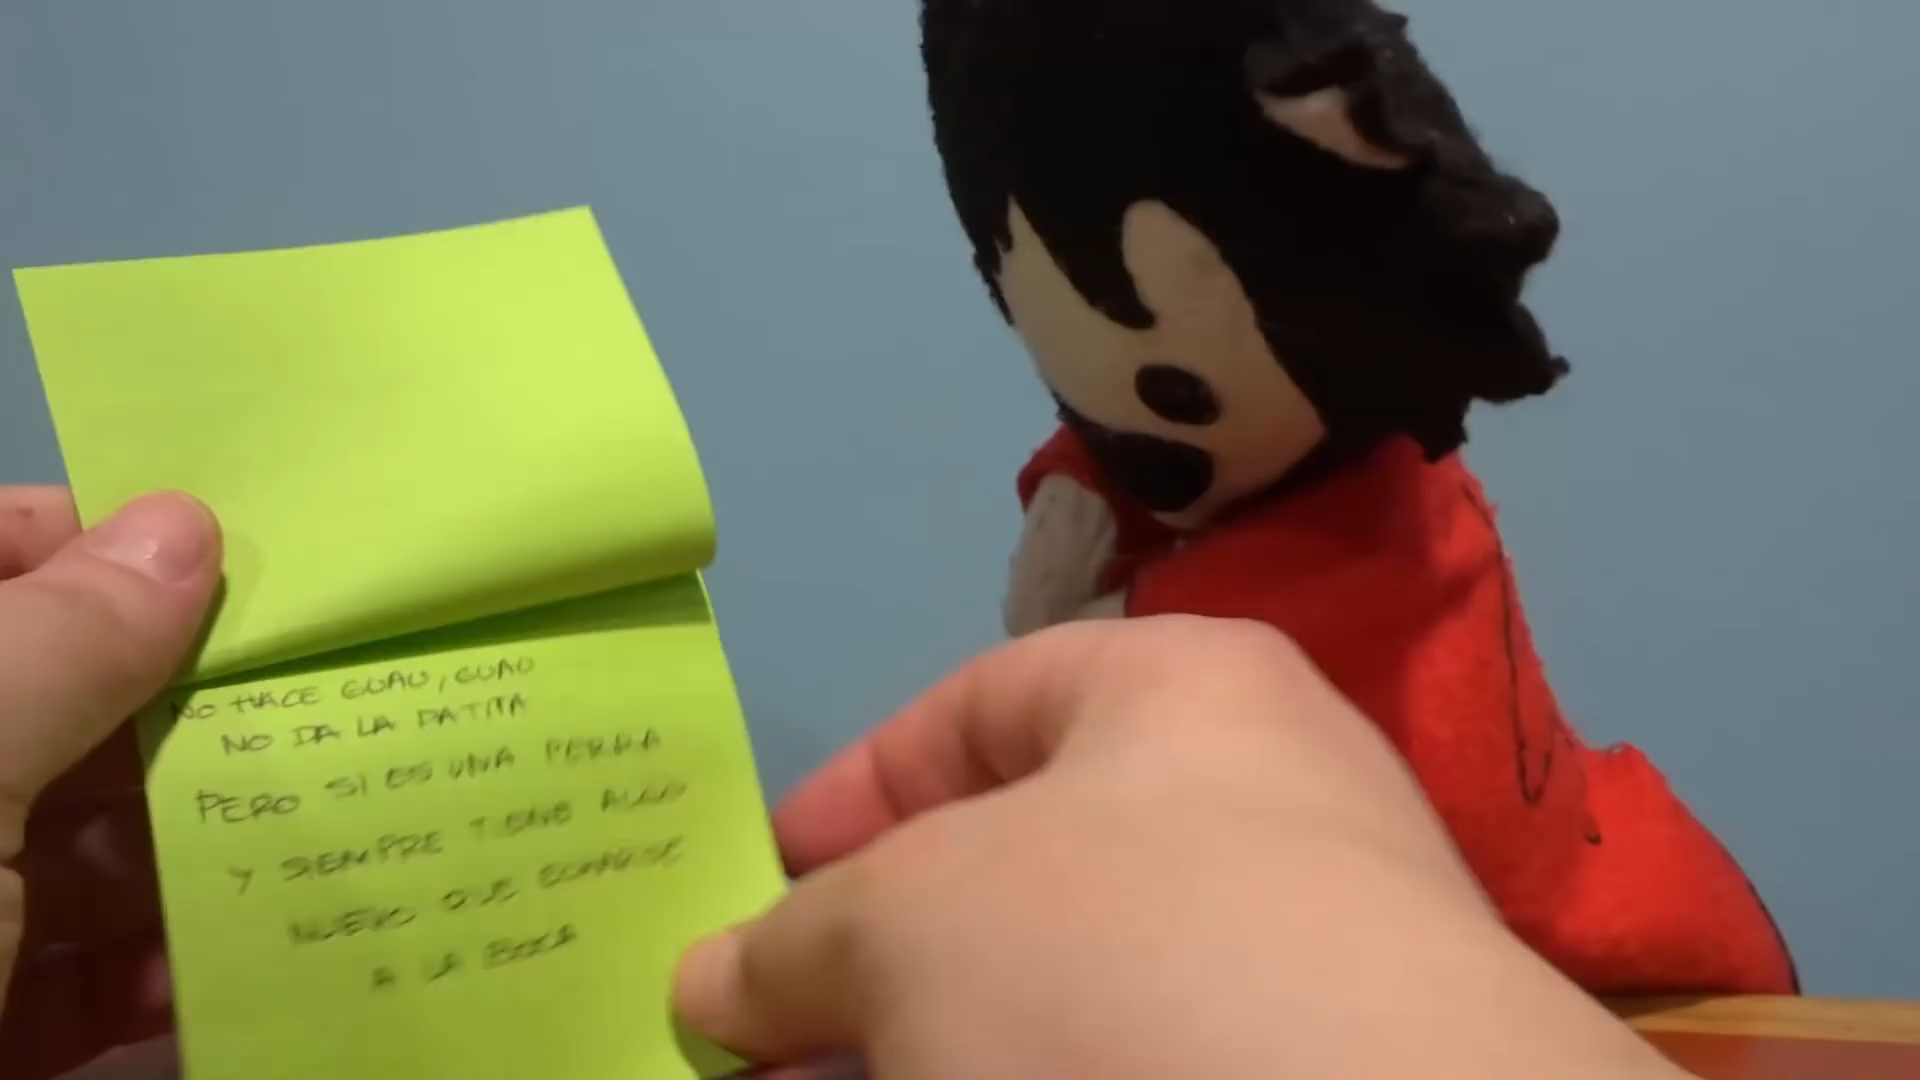 NO HACE GUAU, GUAU
NO DA LA PATITA
PERO SI ES UNA PERRA
Y SIEMPRE TIENE ALGO
NUEVO QUE ECHARSE
A LA BOCA